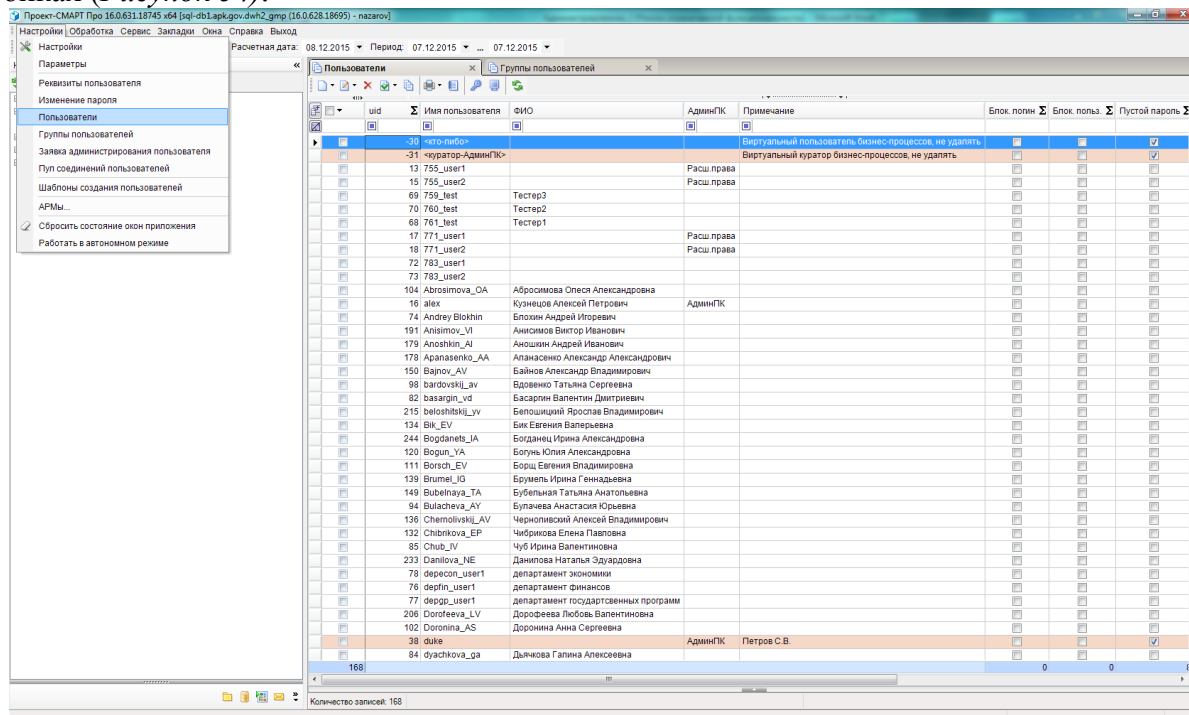 Проект-СМАРТ Про 16.0.631.18745 x64 [sql-db1.apk.gov.dwh2_gmp (16.0.628.18695) - nazarov]
Настройки Обработка Сервис Закладки Окна Справка Выход
Настройки
Расчетная дата: 08.12.2015 Период: 07.12.2015 ... 07.12.2015
Параметры
Реквизиты пользователя
Изменение пароля
Пользователи
Группы пользователей
Заявка администрирования пользователя
Пул соединений пользователей
Шаблоны создания пользователей
АРМы...
Сбросить состояние окон приложения
Работать в автономном режиме
Пользователи Группы пользователей
uid Σ Имя пользователя ФИО АдминПК Примечание Блок. логин Σ Блок. польз. Σ Пустой пароль Σ
-30 <кто-либо> Виртуальный пользователь бизнес-процессов, не удалять
-31 <куратор-АдминПК> Виртуальный куратор бизнес-процессов, не удалять
13 755_user1 Расш.права
15 755_user2 Расш.права
69 759_test Тестер3
70 760_test Тестер2
68 761_test Тестер1
17 771_user1 Расш.права
18 771_user2 Расш.права
72 783_user1
73 783_user2
104 Abrosimova_OA Абросимова Олеся Александровна
16 alex Кузнецов Алексей Петрович АдминПК
74 Andrey Blokhin Блохин Андрей Игоревич
191 Anisimov_VI Анисимов Виктор Иванович
179 Anoshkin_AI Аношкин Андрей Иванович
178 Apanasenko_AA Апанасенко Александр Александрович
150 Bajnov_AV Байнов Александр Владимирович
98 bardovskij_av Вдовенко Татьяна Сергеевна
82 basargin_vd Басаргин Валентин Дмитриевич
215 beloshitskij_yv Белошицкий Ярослав Владимирович
134 Bik_EV Бик Евгения Валерьевна
244 Bogdanets_IA Богданец Ирина Александровна
120 Bogun_YA Богунь Юлия Александровна
111 Borsch_EV Борщ Евгения Владимировна
139 Brumel_IG Брумель Ирина Геннадьевна
149 Bubelnaya_TA Бубельная Татьяна Анатольевна
94 Bulacheva_AY Булачева Анастасия Юрьевна
136 Chernolivskij_AV Чернопивский Алексей Владимирович
132 Chibrikova_EP Чибрикова Елена Павловна
85 Chub_IV Чуб Ирина Валентиновна
233 Danilova_NE Данилова Наталья Эдуардовна
78 depecon_user1 департамент экономики
76 depfin_user1 департамент финансов
77 depgp_user1 департамент государтсвенных программ
206 Dorofeeva_LV Дорофеева Любовь Валентиновна
102 Doronina_AS Доронина Анна Сергеевна
38 duke АдминПК Петров С.В.
84 dyachkova_ga Дьячкова Галина Алексеевна
168 0 0
Количество записей: 168